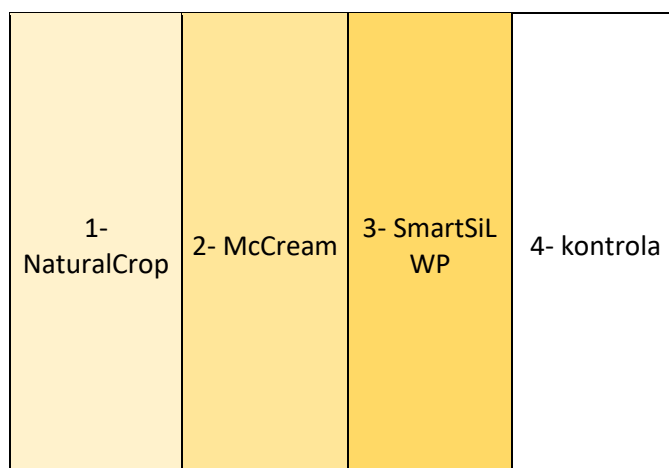 1-
NaturalCrop
2- McCream
3- SmartSiL
WP
4- kontrola